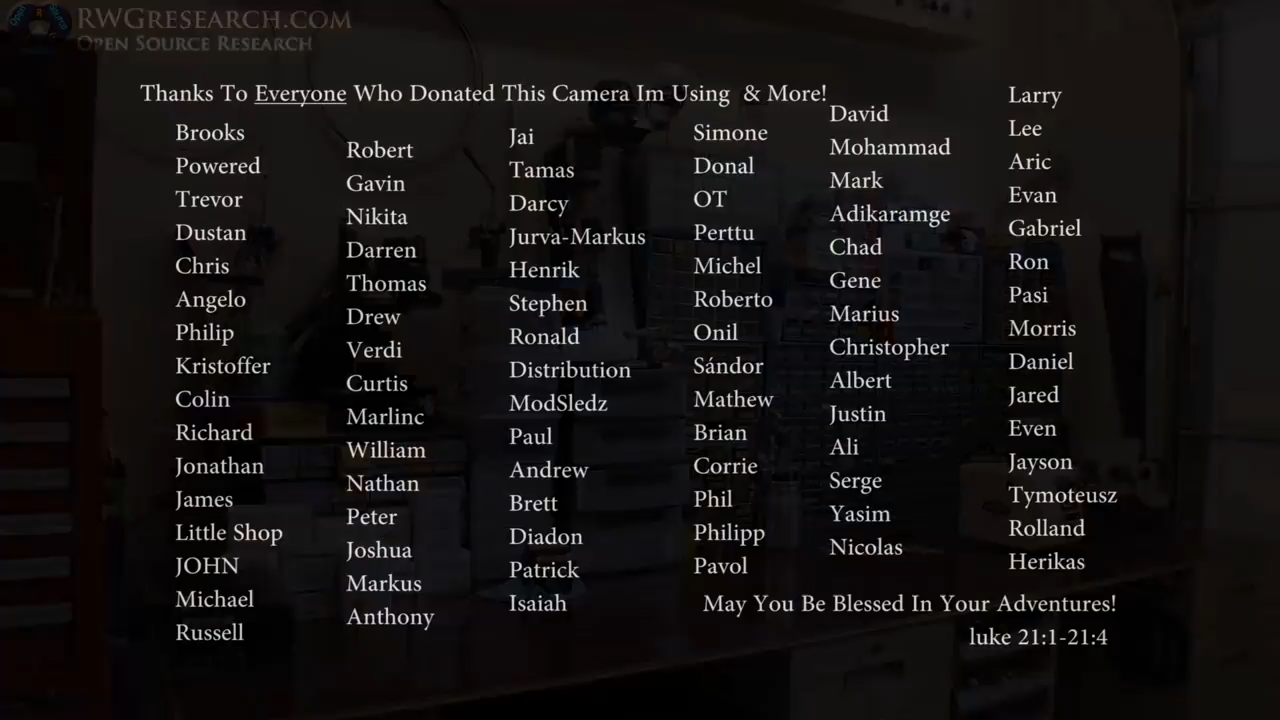 RWGRESEARCH.COM
OPEN SOURCE RESEARCH
Thanks To Everyone Who Donated This Camera Im Using & More!
Brooks
Powered
Trevor
Dustan
Chris
Angelo
Philip
Kristoffer
Colin
Richard
Jonathan
James
Little Shop
JOHN
Michael
Russell
Robert
Gavin
Nikita
Darren
Thomas
Drew
Verdi
Curtis
Marlinc
William
Nathan
Peter
Joshua
Markus
Anthony
Jai
Tamas
Darcy
Jurva-Markus
Henrik
Stephen
Ronald
Distribution
ModSledz
Paul
Andrew
Brett
Diadon
Patrick
Isaiah
Simone
Donal
OT
Perttu
Michel
Roberto
Onil
Sándor
Mathew
Brian
Corrie
Phil
Philipp
Pavol
David
Mohammad
Mark
Adikaramge
Chad
Gene
Marius
Christopher
Albert
Justin
Ali
Serge
Yasim
Nicolas
Larry
Lee
Aric
Evan
Gabriel
Ron
Pasi
Morris
Daniel
Jared
Even
Jayson
Tymoteusz
Rolland
Herikas
May You Be Blessed In Your Adventures!
luke 21:1-21:4